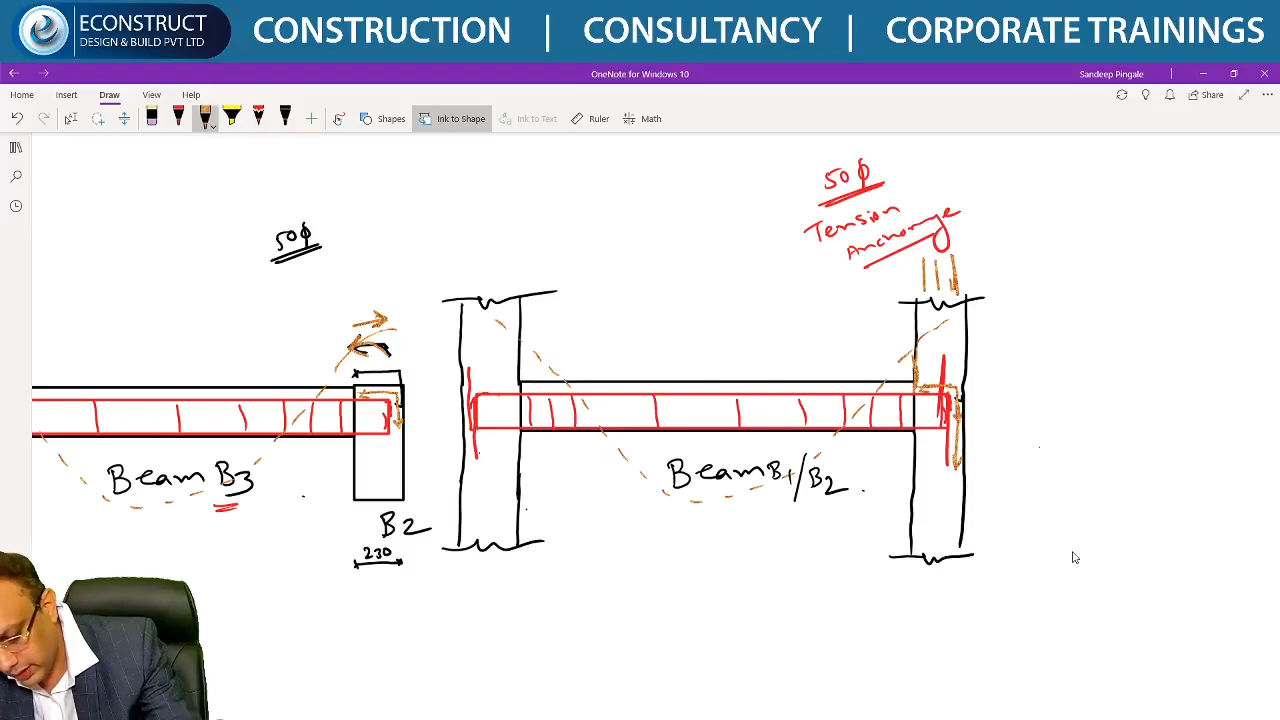 ECONSTRUCT
DESIGN & BUILD PVT LTD
CONSTRUCTION | CONSULTANCY | CORPORATE TRAININGS
OneNote for Windows 10
Sandeep Pingale
Home Insert Draw View Help
Share
Shapes
Ink to Shape
Ink to Text
Ruler
Math
50ϕ
Tension
Anchorage
50ϕ
Beam B3
Beam B1/B2
B2
230